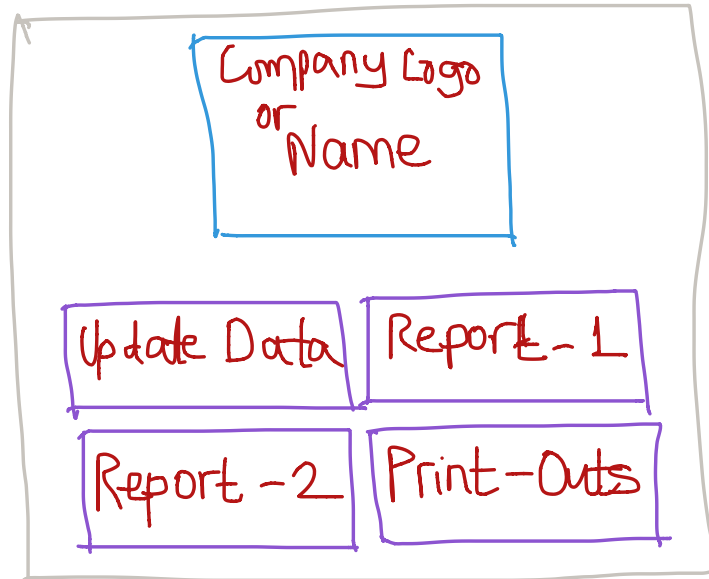 Company Logo
or
Name
Update Data
Report-1
Report-2
Print-Outs